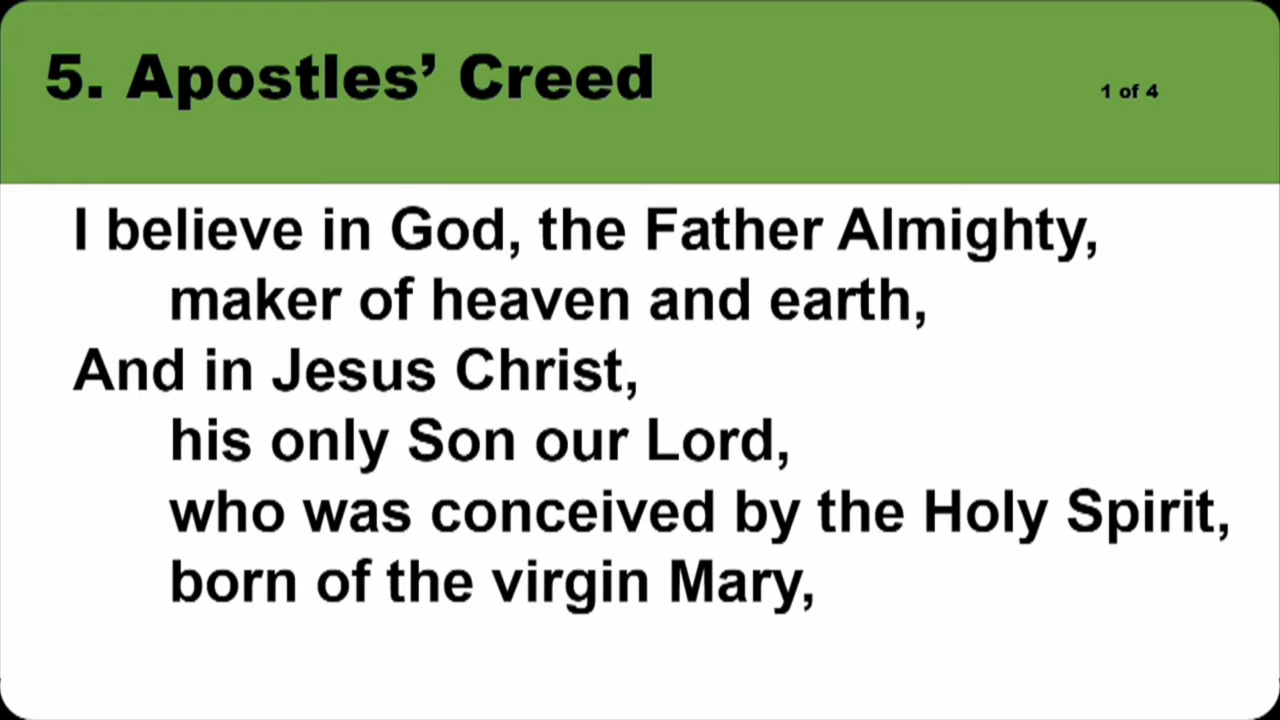 5. Apostles’ Creed
1 of 4
I believe in God, the Father Almighty,
maker of heaven and earth,
And in Jesus Christ,
his only Son our Lord,
who was conceived by the Holy Spirit,
born of the virgin Mary,